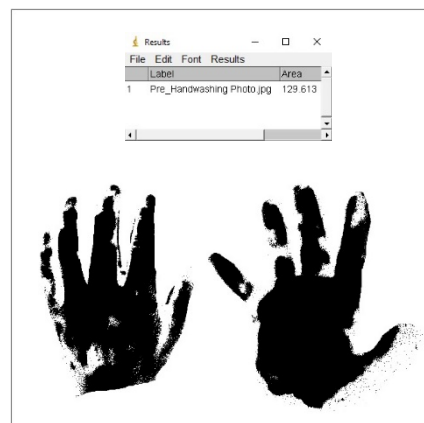 Results
File Edit Font Results
Label Area
1 Pre_Handwashing Photo.jpg 129.613